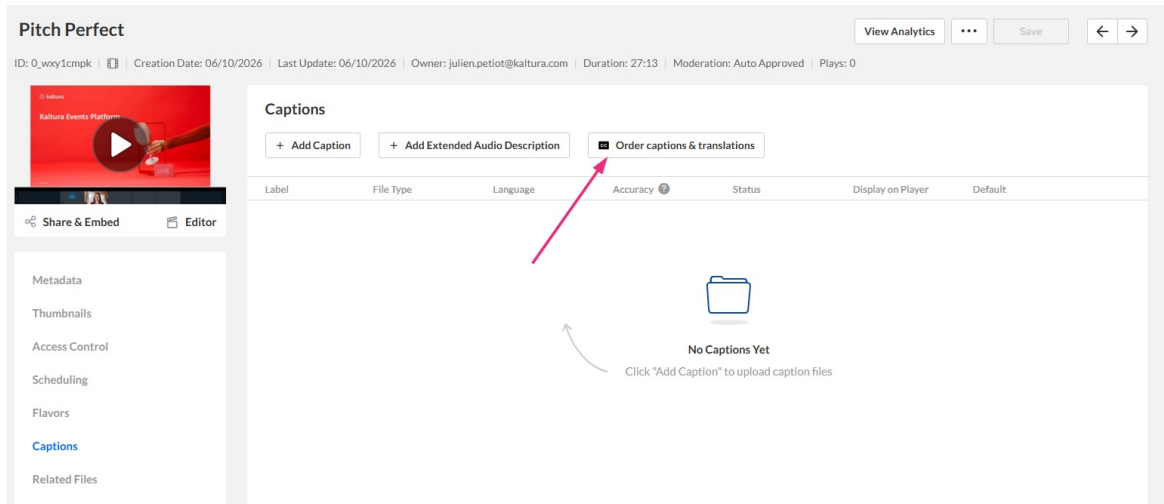 Pitch Perfect
View Analytics
Save
ID: 0_wxy1cmpk | Creation Date: 06/10/2026 | Last Update: 06/10/2026 | Owner: julien.petiot@kaltura.com | Duration: 27:13 | Moderation: Auto Approved | Plays: 0
kaltura
Kaltura Events Platform
LIVE
Share & Embed
Editor
Metadata
Thumbnails
Access Control
Scheduling
Flavors
Captions
Related Files
Captions
+ Add Caption
+ Add Extended Audio Description
CC Order captions & translations
Label File Type Language Accuracy ? Status Display on Player Default
No Captions Yet
Click "Add Caption" to upload caption files